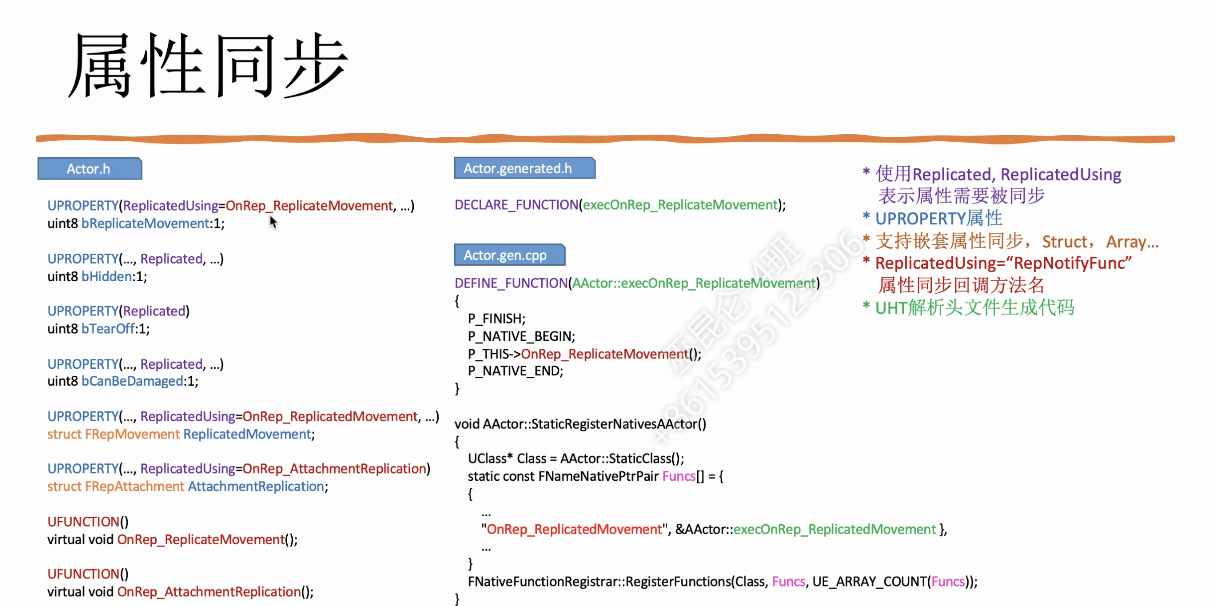 属性同步
Actor.h
UPROPERTY(ReplicatedUsing=OnRep_ReplicateMovement, ...)
uint8 bReplicateMovement:1;
UPROPERTY(..., Replicated, ...)
uint8 bHidden:1;
UPROPERTY(Replicated)
uint8 bTearOff:1;
UPROPERTY(..., Replicated, ...)
uint8 bCanBeDamaged:1;
UPROPERTY(..., ReplicatedUsing=OnRep_ReplicatedMovement, ...)
struct FRepMovement ReplicatedMovement;
UPROPERTY(..., ReplicatedUsing=OnRep_AttachmentReplication)
struct FRepAttachment AttachmentReplication;
UFUNCTION()
virtual void OnRep_ReplicateMovement();
UFUNCTION()
virtual void OnRep_AttachmentReplication();
Actor.generated.h
DECLARE_FUNCTION(execOnRep_ReplicateMovement);
Actor.gen.cpp
DEFINE_FUNCTION(AActor::execOnRep_ReplicateMovement)
{
P_FINISH;
P_NATIVE_BEGIN;
P_THIS->OnRep_ReplicateMovement();
P_NATIVE_END;
}
void AActor::StaticRegisterNativesAActor()
{
UClass* Class = AActor::StaticClass();
static const FNameNativePtrPair Funcs[] = {
{
...
"OnRep_ReplicatedMovement", &AActor::execOnRep_ReplicatedMovement },
...
}
FNativeFunctionRegistrar::RegisterFunctions(Class, Funcs, UE_ARRAY_COUNT(Funcs));
}
* 使用Replicated, ReplicatedUsing
表示属性需要被同步
* UPROPERTY属性
* 支持嵌套属性同步，Struct，Array...
* ReplicatedUsing=“RepNotifyFunc”
属性同步回调方法名
* UHT解析头文件生成代码
巫昆仑 4班
+8615395123306